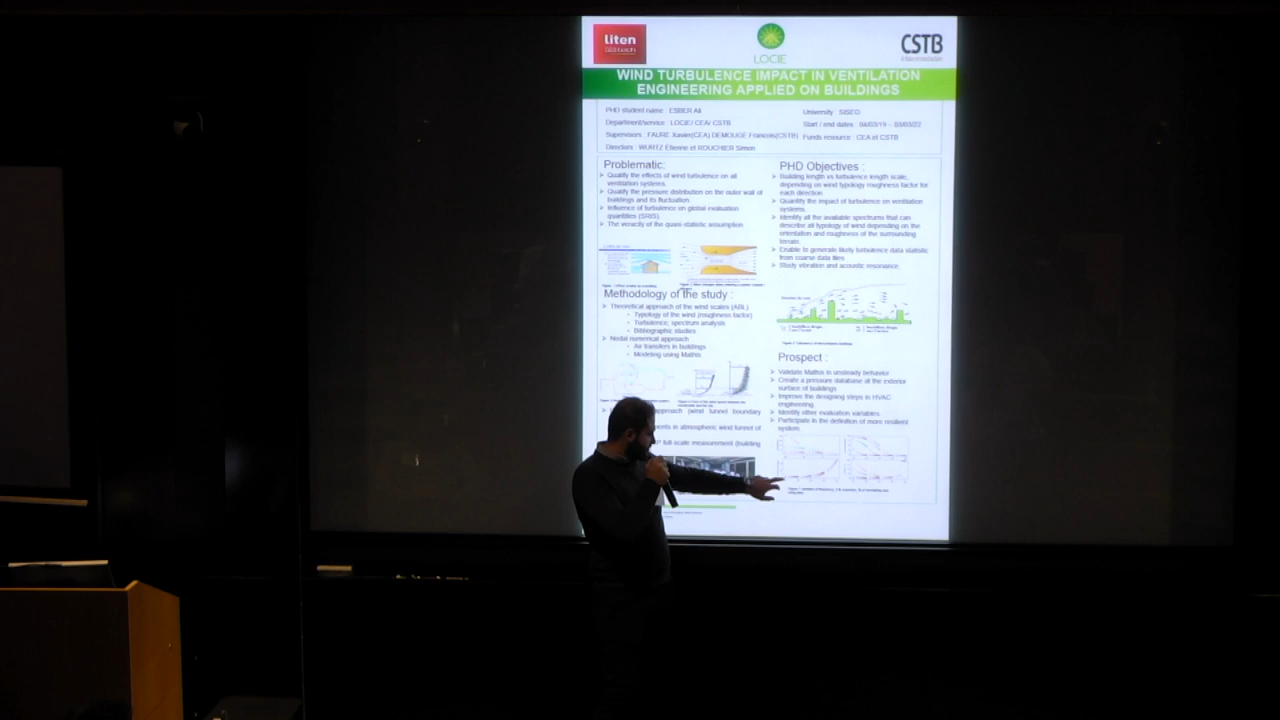 liten
LOCIE
CSTB
WIND TURBULENCE IMPACT IN VENTILATION
ENGINEERING APPLIED ON BUILDINGS
PHD student name : ESBER Ali
Department/service : LOCIE/ CEA/ CSTB
Supervisors : FAURE Xavier(CEA) DEMOUGE Francois(CSTB)
Directors : WURTZ Etienne et ROUCHIER Simon
University : SISEO
Start / end dates : 04/03/19 – 03/03/22
Funds resource : CEA et CSTB
Problematic:
Qualify the effects of wind turbulence on all
ventilation systems.
Qualify the pressure distribution on the outer wall of
buildings and its fluctuation.
Influence of turbulence on global evaluation
quantities (SRI5).
The veracity of the quasi-statistic assumption.
Methodology of the study :
Theoretical approach of the wind scales (ABL)
- Typology of the wind (roughness factor)
- Turbulence; spectrum analysis
- Bibliographic studies
Nodal numerical approach
- Air transfers in buildings
- Modeling using Mathis
approach (wind tunnel boundary
in atmospheric wind tunnel of
full-scale measurement (building
PHD Objectives :
Building length vs turbulence length scale,
depending on wind typology roughness factor for
each direction.
Quantify the impact of turbulence on ventilation
systems.
Identify all the available spectrums that can
describe all typology of wind depending on the
orientation and roughness of the surrounding
terrain.
Enable to generate likely turbulence data statistic
from coarse data files
Study vibration and acoustic resonance.
Prospect :
Validate Mathis in unsteady behavior
Create a pressure database at the exterior
surface of buildings
Improve the designing steps in HVAC
engineering.
Identify other evaluation variables.
Participate in the definition of more resilient
system.